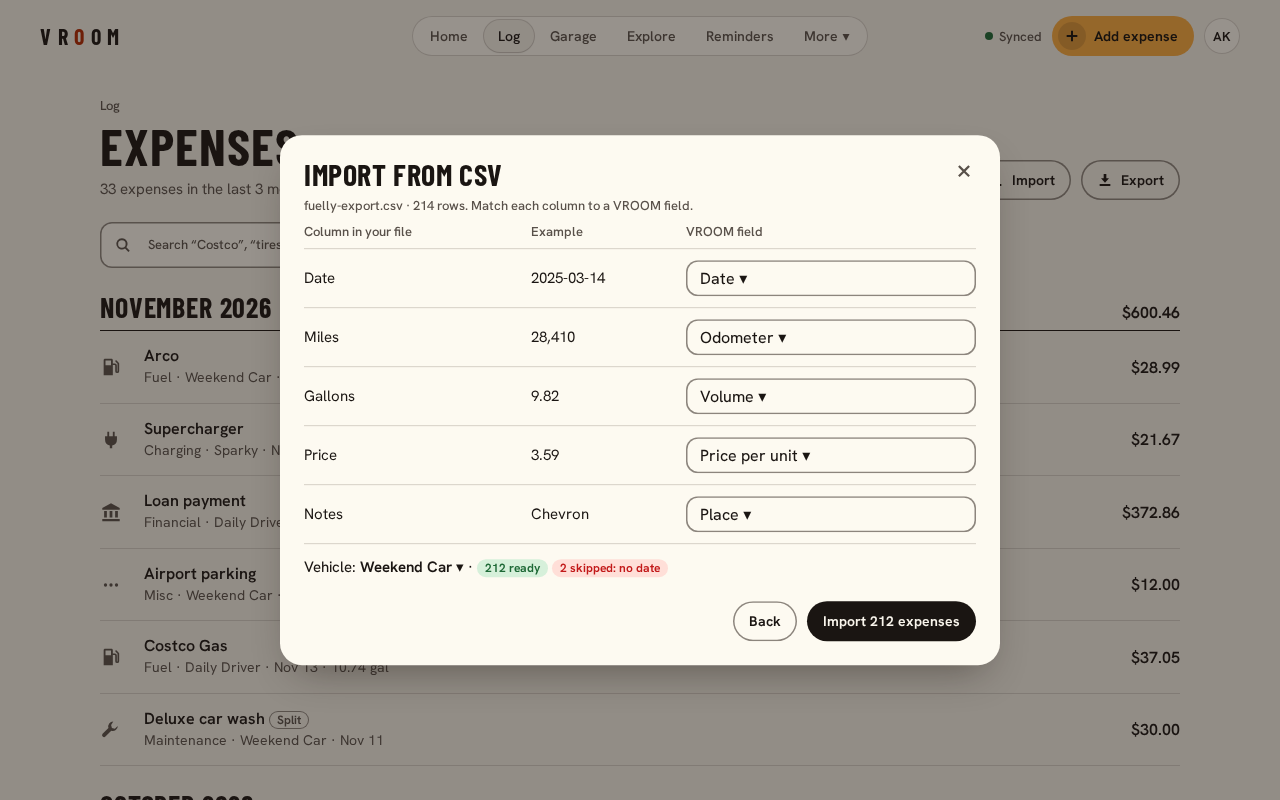 VROOM
Home Log Garage Explore Reminders More ▾
Synced
+ Add expense
AK
Log
EXPENSES
33 expenses in the last 3
Import
Export
Search “Costco”, “tires
NOVEMBER 2026
$600.46
Arco
Fuel · Weekend Car ·
$28.99
Supercharger
Charging · Sparky ·
$21.67
Loan payment
Financial · Daily
$372.86
Airport parking
Misc · Weekend Car ·
$12.00
Costco Gas
Fuel · Daily Driver · Nov 13 · 10.74 gal
$37.05
Deluxe car wash Split
Maintenance · Weekend Car · Nov 11
$30.00
IMPORT FROM CSV
✕
fuelly-export.csv · 214 rows. Match each column to a VROOM field.
Column in your file Example VROOM field
Date 2025-03-14 Date ▾
Miles 28,410 Odometer ▾
Gallons 9.82 Volume ▾
Price 3.59 Price per unit ▾
Notes Chevron Place ▾
Vehicle: Weekend Car ▾ · 212 ready 2 skipped: no date
Back
Import 212 expenses